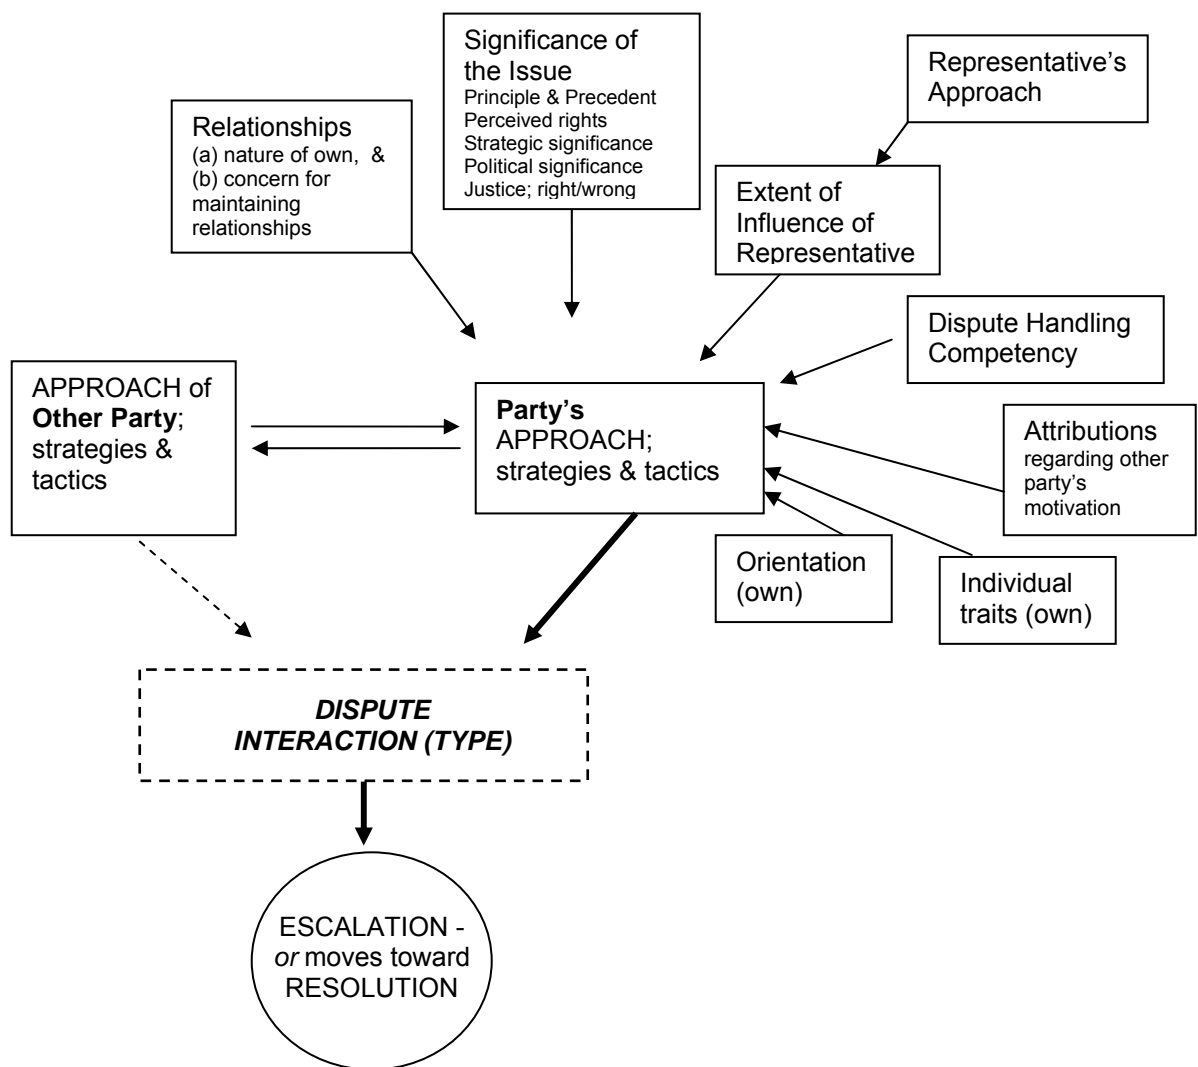 Significance of
the Issue
Principle & Precedent
Perceived rights
Strategic significance
Political significance
Justice; right/wrong
Representative’s
Approach
Relationships
(a) nature of own, &
(b) concern for
maintaining
relationships
Extent of
Influence of
Representative
Dispute Handling
Competency
APPROACH of
Other Party;
strategies &
tactics
Party’s
APPROACH;
strategies & tactics
Attributions
regarding other
party’s
motivation
Orientation
(own)
Individual
traits (own)
DISPUTE
INTERACTION (TYPE)
ESCALATION -
or moves toward
RESOLUTION